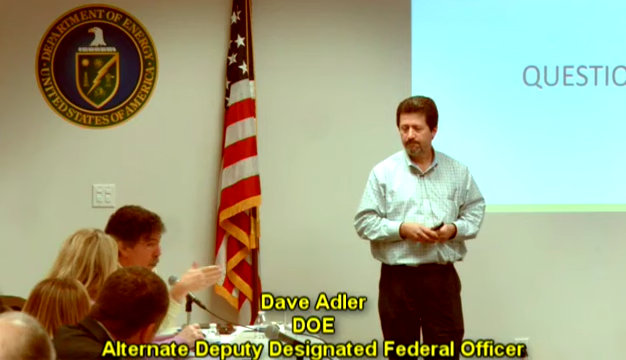 DEPARTMENT OF ENERGY
UNITED STATES OF AMERICA
QUESTIO
Dave Adler
DOE
Alternate Deputy Designated Federal Officer